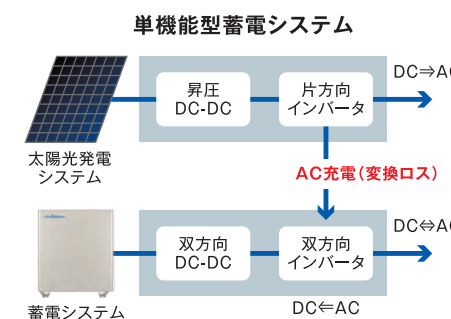 単機能型蓄電システム
DC⇒AC
昇圧
DC-DC
片方向
インバータ
太陽光発電
システム
AC充電(変換ロス)
DC⇔AC
双方向
DC-DC
双方向
インバータ
蓄電システム
DC⇐AC